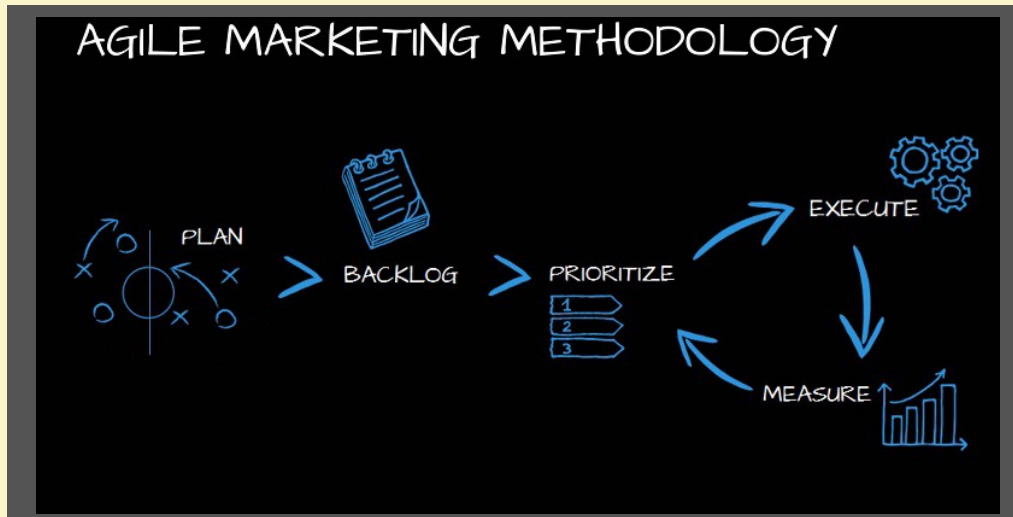 AGILE MARKETING METHODOLOGY
PLAN
BACKLOG
PRIORITIZE
1
2
3
EXECUTE
MEASURE